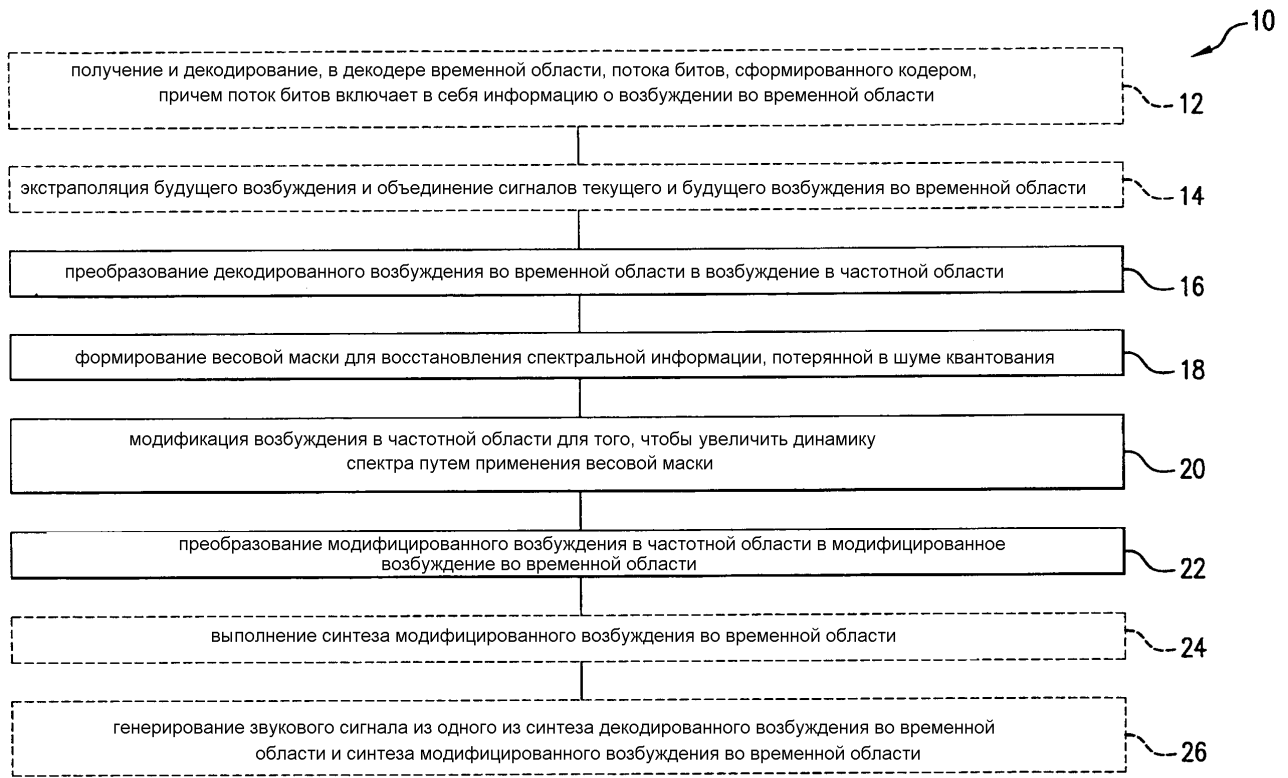 10
получение и декодирование, в декодере временной области, потока битов, сформированного кодером,
причем поток битов включает в себя информацию о возбуждении во временной области
12
экстраполяция будущего возбуждения и объединение сигналов текущего и будущего возбуждения во временной области
14
преобразование декодированного возбуждения во временной области в возбуждение в частотной области
16
формирование весовой маски для восстановления спектральной информации, потерянной в шуме квантования
18
модификация возбуждения в частотной области для того, чтобы увеличить динамику
спектра путем применения весовой маски
20
преобразование модифицированного возбуждения в частотной области в модифицированное
возбуждение во временной области
22
выполнение синтеза модифицированного возбуждения во временной области
24
генерирование звукового сигнала из одного из синтеза декодированного возбуждения во временной
области и синтеза модифицированного возбуждения во временной области
26